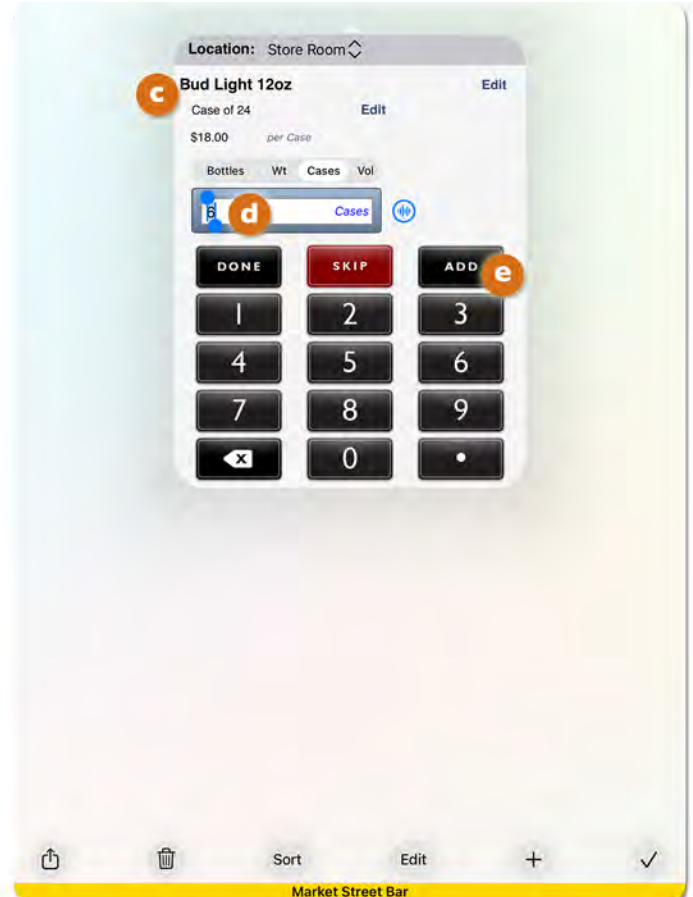 Location: Store Room
c
Bud Light 12oz Edit
Case of 24 Edit
$18.00 per Case
Bottles Wt Cases Vol
6 d Cases
DONE SKIP ADD e
1 2 3
4 5 6
7 8 9
x 0 .
Sort Edit +
Market Street Bar